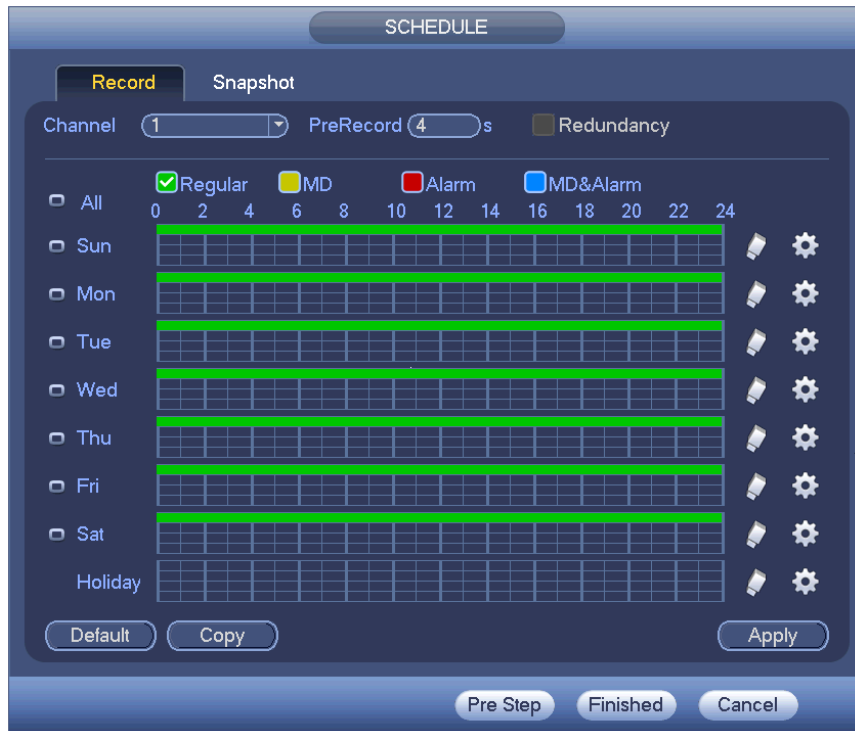 SCHEDULE
Record Snapshot
Channel 1 PreRecord 4 s Redundancy
Regular MD Alarm MD&Alarm
All 0 2 4 6 8 10 12 14 16 18 20 22 24
Sun
Mon
Tue
Wed
Thu
Fri
Sat
Holiday
Default Copy Apply
Pre Step Finished Cancel